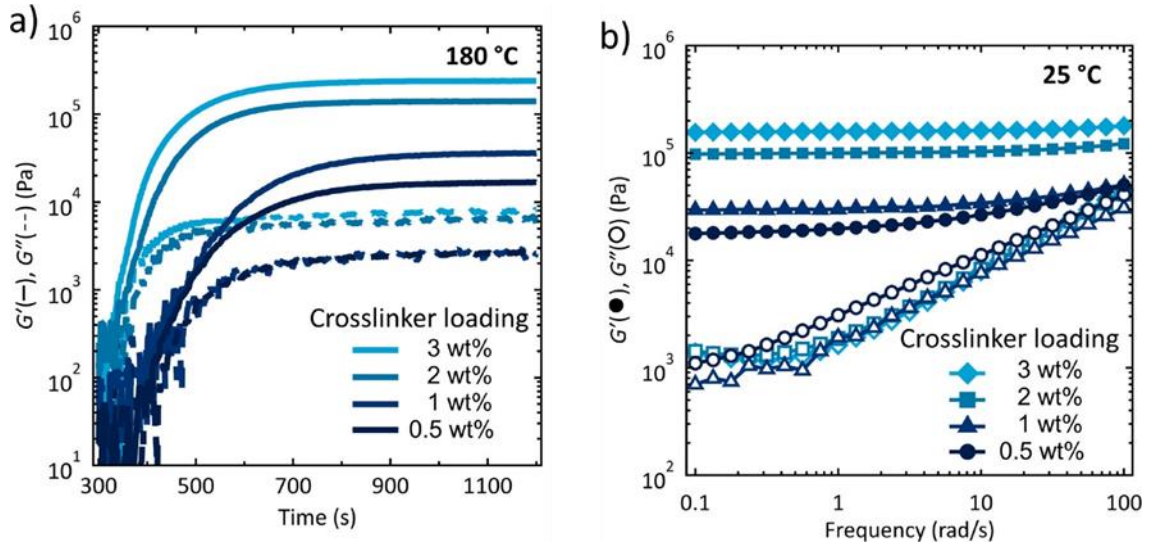 a)
180 °C
G′(—), G″(--) (Pa)
10⁶
10⁵
10⁴
10³
10²
10¹
Crosslinker loading
3 wt%
2 wt%
1 wt%
0.5 wt%
300 500 700 900 1100
Time (s)
b)
25 °C
G′(●), G″(○) (Pa)
10⁶
10⁵
10⁴
10³
10²
Crosslinker loading
3 wt%
2 wt%
1 wt%
0.5 wt%
0.1 1 10 100
Frequency (rad/s)